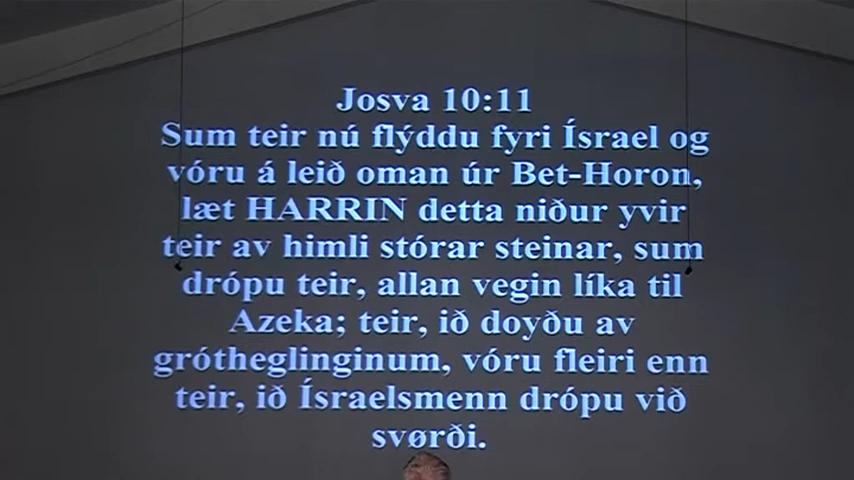 Josva 10:11
Sum teir nú flýddu fyri Ísrael og
vóru á leið oman úr Bet-Horon,
læt HARRIN detta niður yvir
teir av himli stórar steinar, sum
drópu teir, allan vegin líka til
Azeka; teir, ið doyðu av
grótheglinginum, vóru fleiri enn
teir, ið Ísraelsmenn drópu við
svørði.